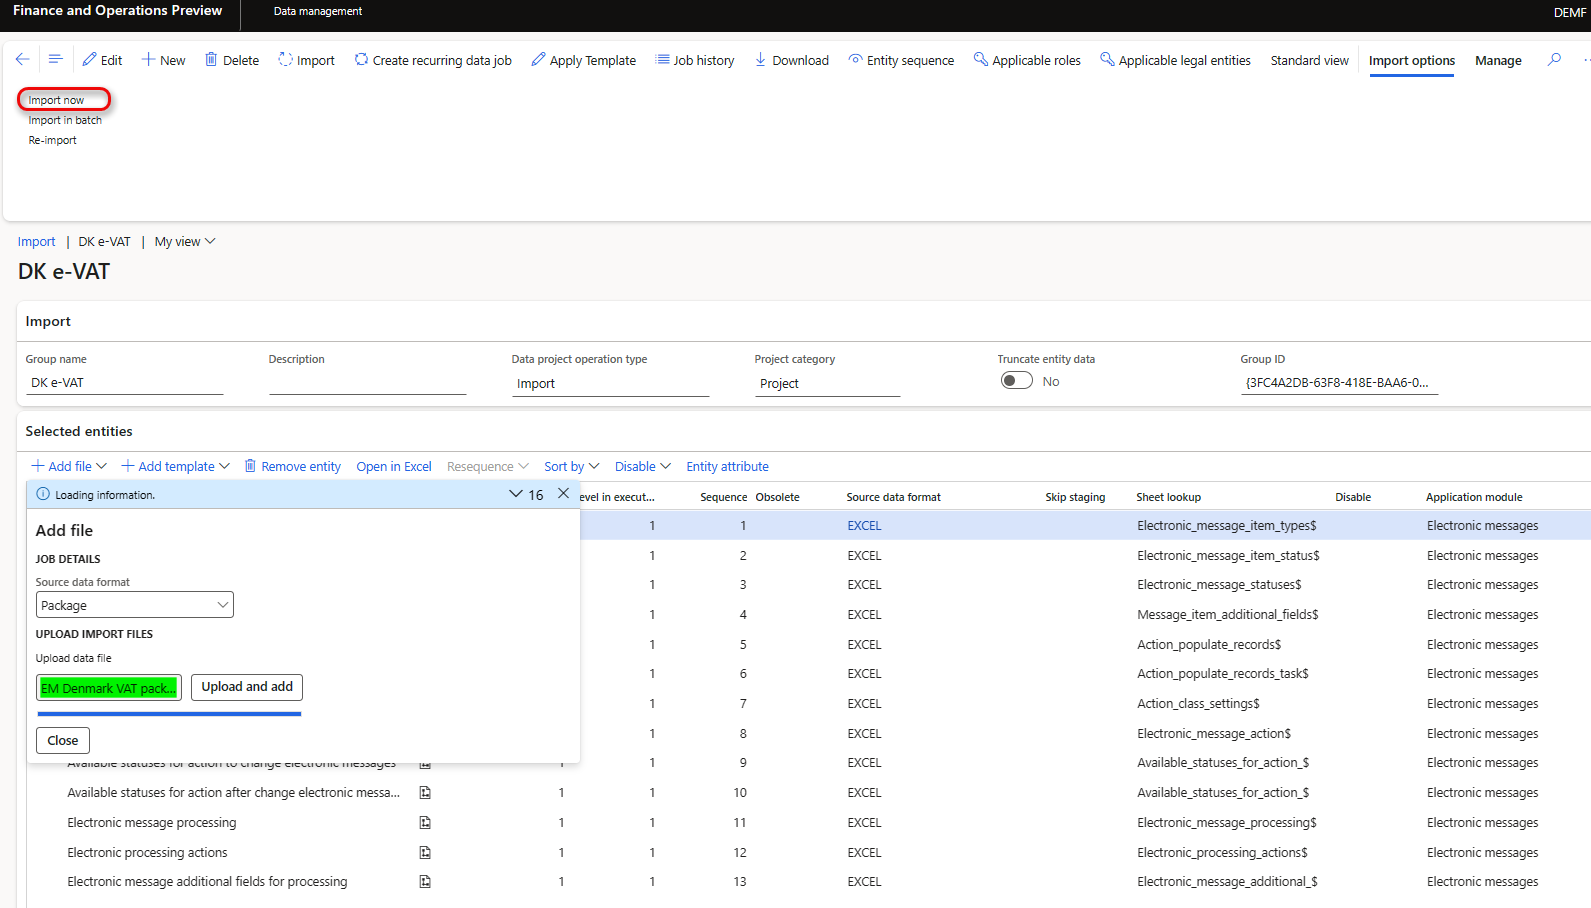 Finance and Operations Preview Data management DEMF
Edit New Delete Import Create recurring data job Apply Template Job history Download Entity sequence Applicable roles Applicable legal entities Standard view Import options Manage
Import now
Import in batch
Re-import
Import | DK e-VAT | My view
DK e-VAT
Import
Group name Description Data project operation type Project category Truncate entity data Group ID
DK e-VAT Import Project No {3FC4A2DB-63F8-418E-BAA6-0...
Selected entities
Add file Add template Remove entity Open in Excel Resequence Sort by Disable Entity attribute
Loading information. 16
evel in execut... Sequence Obsolete Source data format Skip staging Sheet lookup Disable Application module
Add file
JOB DETAILS
Source data format
Package
UPLOAD IMPORT FILES
Upload data file
EM Denmark VAT pack... Upload and add
Close
1 1 EXCEL Electronic_message_item_types$ Electronic messages
1 2 EXCEL Electronic_message_item_status$ Electronic messages
1 3 EXCEL Electronic_message_statuses$ Electronic messages
1 4 EXCEL Message_item_additional_fields$ Electronic messages
1 5 EXCEL Action_populate_records$ Electronic messages
1 6 EXCEL Action_populate_records_task$ Electronic messages
1 7 EXCEL Action_class_settings$ Electronic messages
1 8 EXCEL Electronic_message_action$ Electronic messages
Available statuses for action to change electronic messages 1 1 9 EXCEL Available_statuses_for_action_$ Electronic messages
Available statuses for action after change electronic messa... 1 1 10 EXCEL Available_statuses_for_action_$ Electronic messages
Electronic message processing 1 1 11 EXCEL Electronic_message_processing$ Electronic messages
Electronic processing actions 1 1 12 EXCEL Electronic_processing_actions$ Electronic messages
Electronic message additional fields for processing 1 1 13 EXCEL Electronic_message_additional_$ Electronic messages